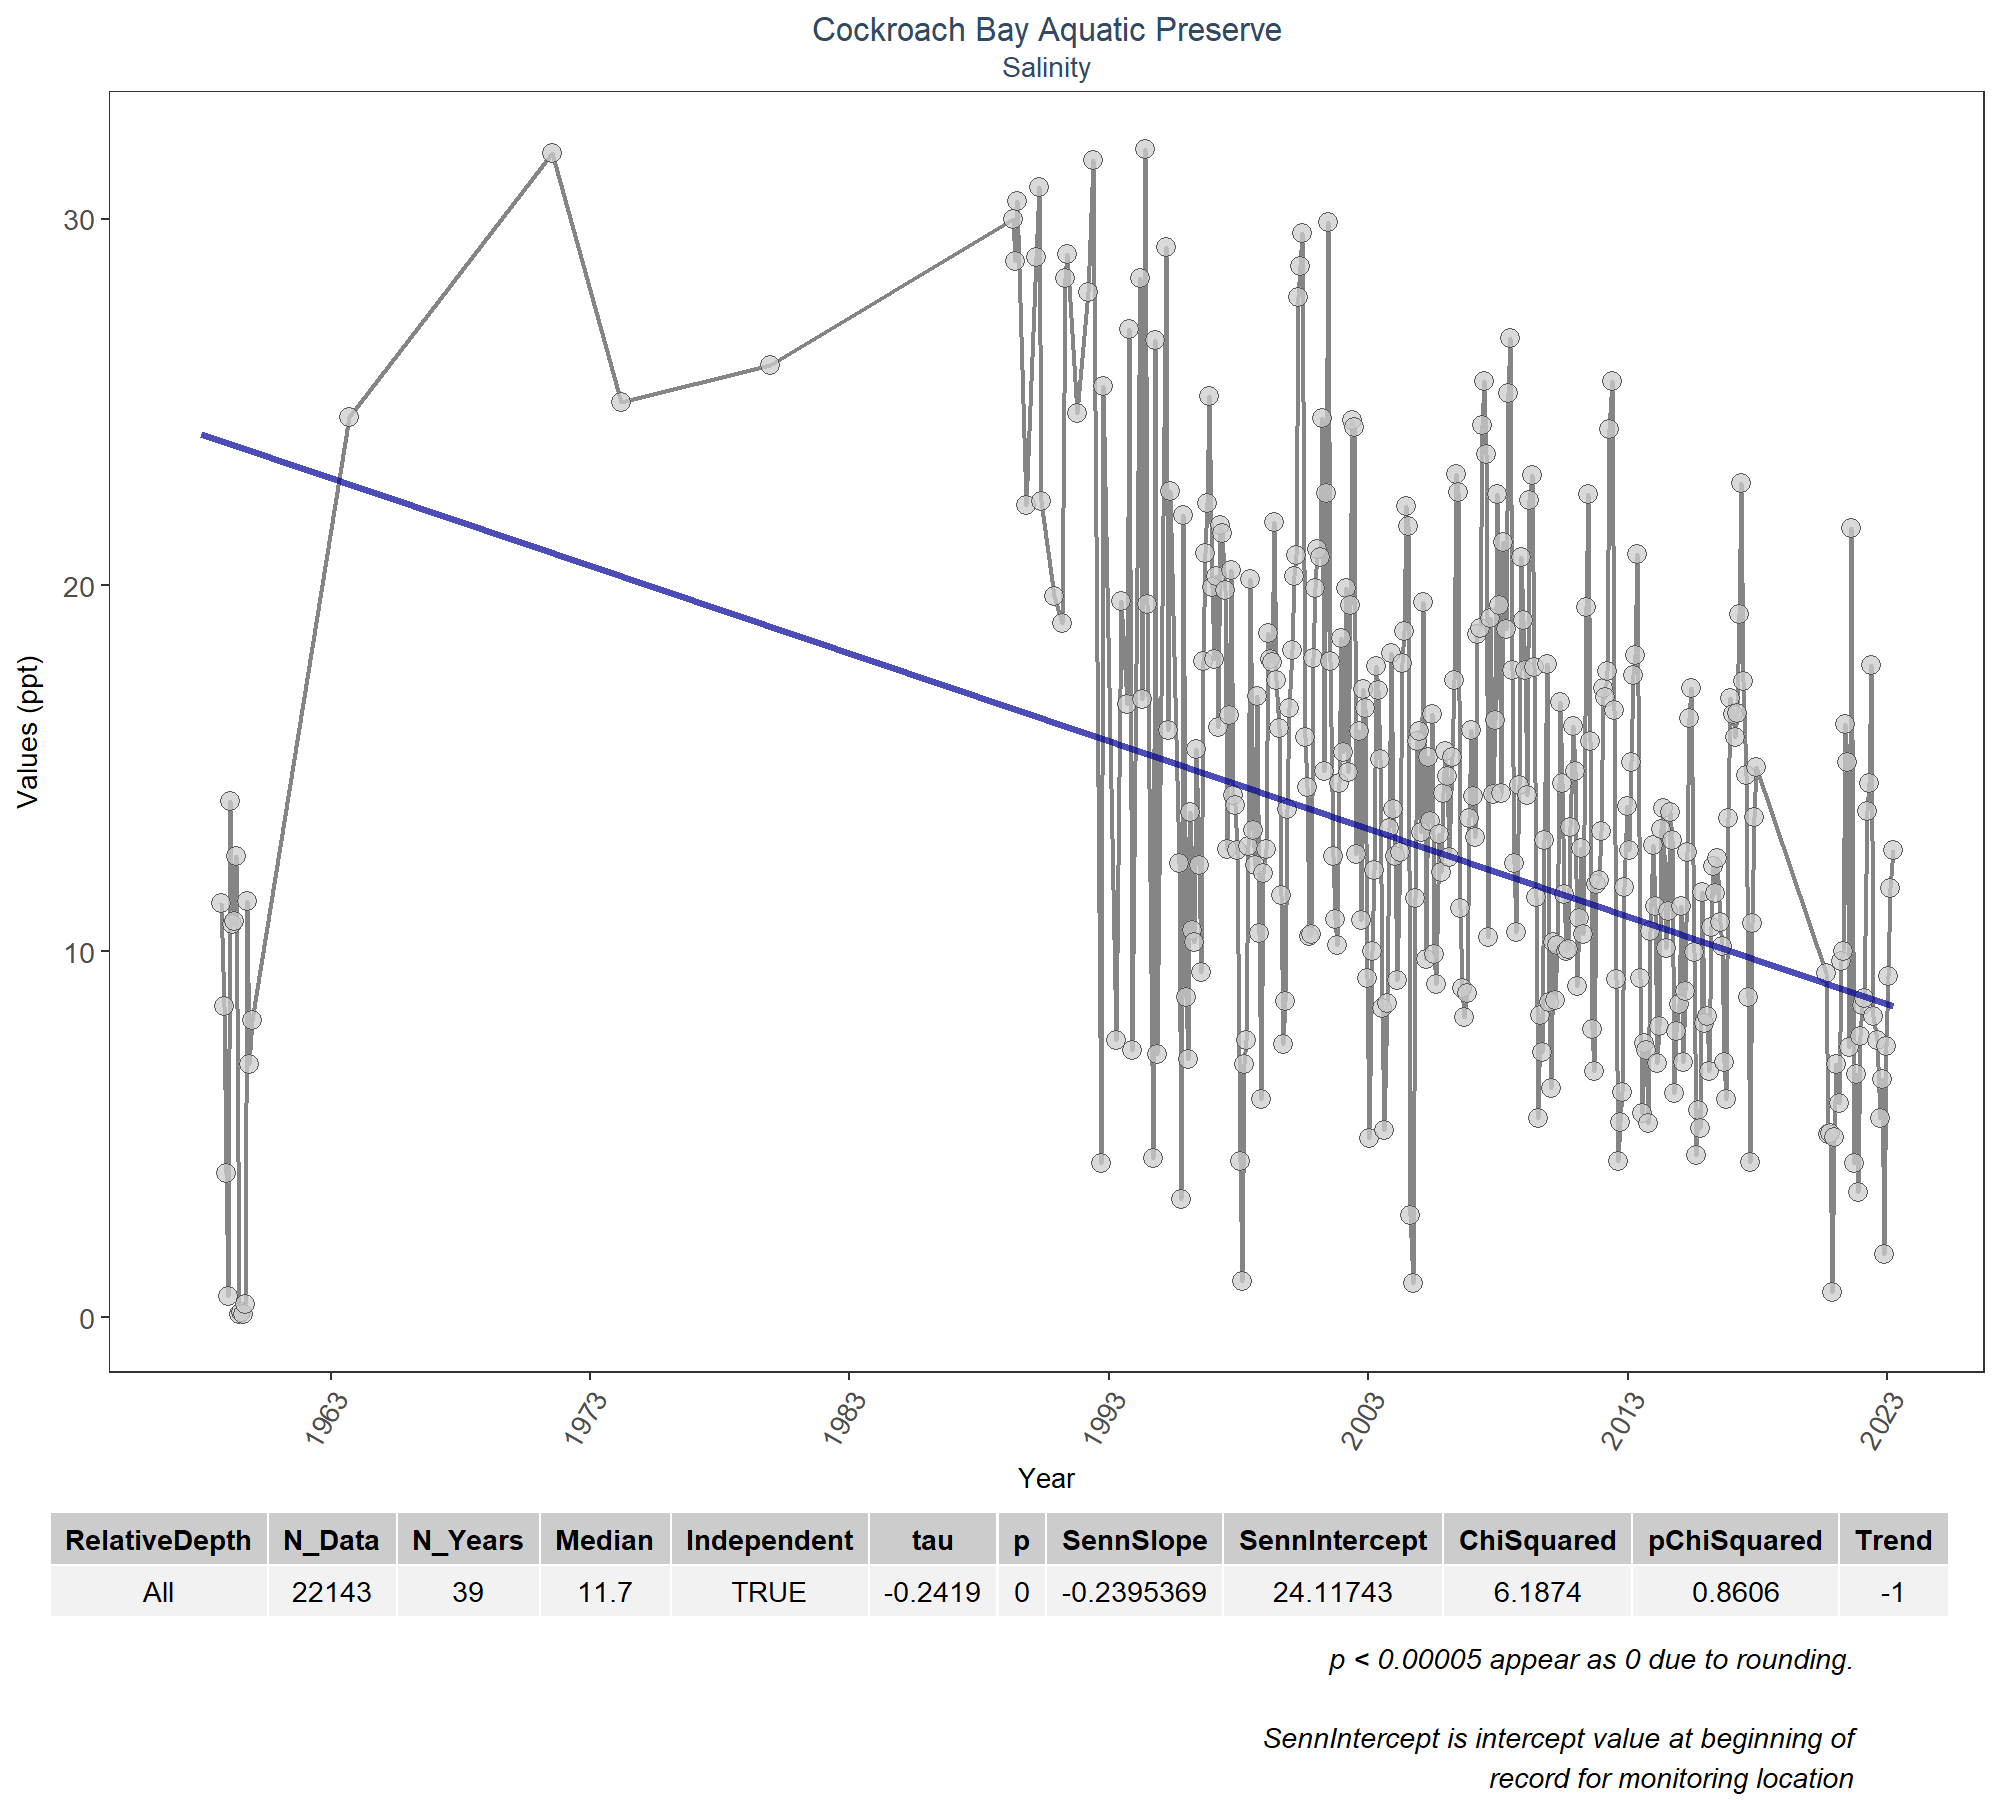 Cockroach Bay Aquatic Preserve
Salinity
Values (ppt)
30
20
10
0
1963 1973 1983 1993 2003 2013 2023
Year
RelativeDepth N_Data N_Years Median Independent tau p SennSlope SennIntercept ChiSquared pChiSquared Trend
All 22143 39 11.7 TRUE -0.2419 0 -0.2395369 24.11743 6.1874 0.8606 -1
p < 0.00005 appear as 0 due to rounding.
SennIntercept is intercept value at beginning of
record for monitoring location